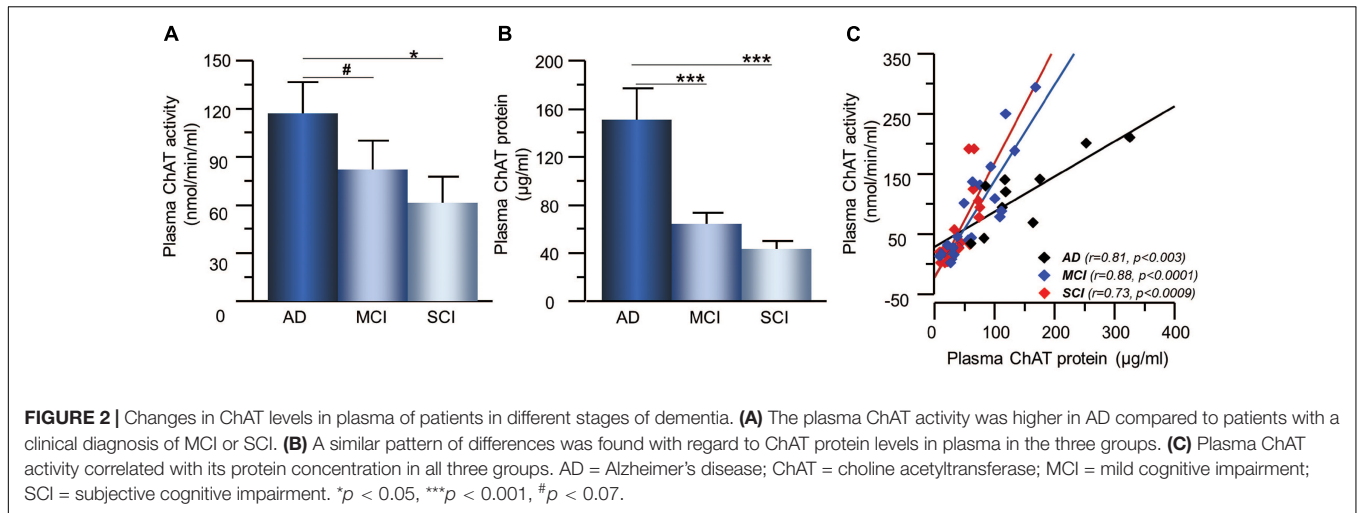 A
Plasma ChAT activity
(nmol/min/ml)
150
120
90
60
30
0
#
*
AD MCI SCI
B
Plasma ChAT protein
(µg/ml)
200
160
120
80
40
0
***
***
AD MCI SCI
C
Plasma ChAT activity
(nmol/min/ml)
350
250
150
50
-50
AD (r=0.81, p<0.003)
MCI (r=0.88, p<0.0001)
SCI (r=0.73, p<0.0009)
0 100 200 300 400
Plasma ChAT protein (µg/ml)
FIGURE 2 | Changes in ChAT levels in plasma of patients in different stages of dementia. (A) The plasma ChAT activity was higher in AD compared to patients with a
clinical diagnosis of MCI or SCI. (B) A similar pattern of differences was found with regard to ChAT protein levels in plasma in the three groups. (C) Plasma ChAT
activity correlated with its protein concentration in all three groups. AD = Alzheimer's disease; ChAT = choline acetyltransferase; MCI = mild cognitive impairment;
SCI = subjective cognitive impairment. *p < 0.05, ***p < 0.001, #p < 0.07.